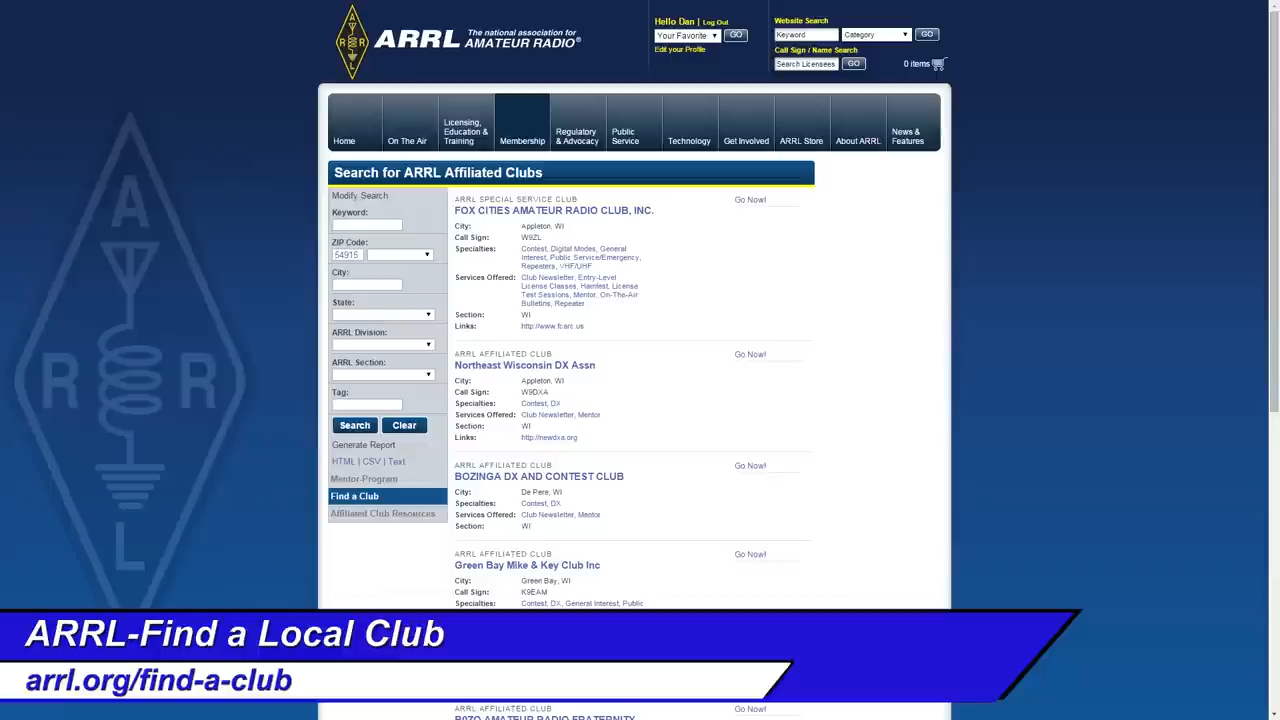 Hello Dan | Log Out
Website Search
ARRL The national association for
AMATEUR RADIO®
Your Favorite GO
Keyword Category GO
Edit your Profile
Call Sign / Name Search
Search Licensees GO
0 items
Home
On The Air
Licensing,
Education &
Training
Membership
Regulatory
& Advocacy
Public
Service
Technology
Get Involved
ARRL Store
About ARRL
News &
Features
Search for ARRL Affiliated Clubs
Modify Search
Keyword:
ZIP Code:
54915
City:
State:
ARRL Division:
ARRL Section:
Tag:
Search Clear
Generate Report
HTML | CSV | Text
Mentor-Program
Find a Club
Affiliated Club Resources
ARRL SPECIAL SERVICE CLUB
Go Now!
FOX CITIES AMATEUR RADIO CLUB, INC.
City: Appleton, WI
Call Sign: W9ZL
Specialties: Contest, Digital Modes, General
Interest, Public Service/Emergency,
Repeaters, VHF/UHF
Services Offered: Club Newsletter, Entry-Level
License Classes, Hamfest, License
Test Sessions, Mentor, On-The-Air
Bulletins, Repeater
Section: WI
Links: http://www.fcarc.us
ARRL AFFILIATED CLUB
Go Now!
Northeast Wisconsin DX Assn
City: Appleton, WI
Call Sign: W9DXA
Specialties: Contest, DX
Services Offered: Club Newsletter, Mentor
Section: WI
Links: http://newdxa.org
ARRL AFFILIATED CLUB
Go Now!
BOZINGA DX AND CONTEST CLUB
City: De Pere, WI
Specialties: Contest, DX
Services Offered: Club Newsletter, Mentor
Section: WI
ARRL AFFILIATED CLUB
Go Now!
Green Bay Mike & Key Club Inc
City: Green Bay, WI
Call Sign: K9EAM
Specialties: Contest, DX, General Interest, Public
ARRL-Find a Local Club
arrl.org/find-a-club
ARRL AFFILIATED CLUB
Go Now!
AMATEUR RADIO FRATERNITY
A
R R
L